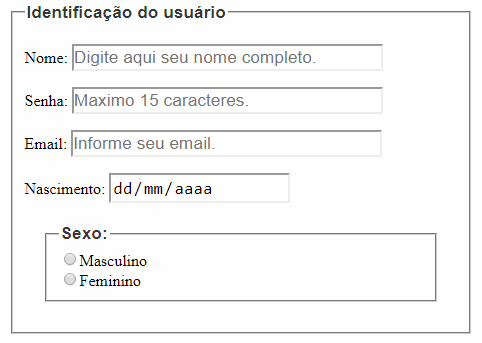 Identificação do usuário
Nome: Digite aqui seu nome completo.
Senha: Maximo 15 caracteres.
Email: Informe seu email.
Nascimento: dd/mm/aaaa
Sexo:
Masculino
Feminino